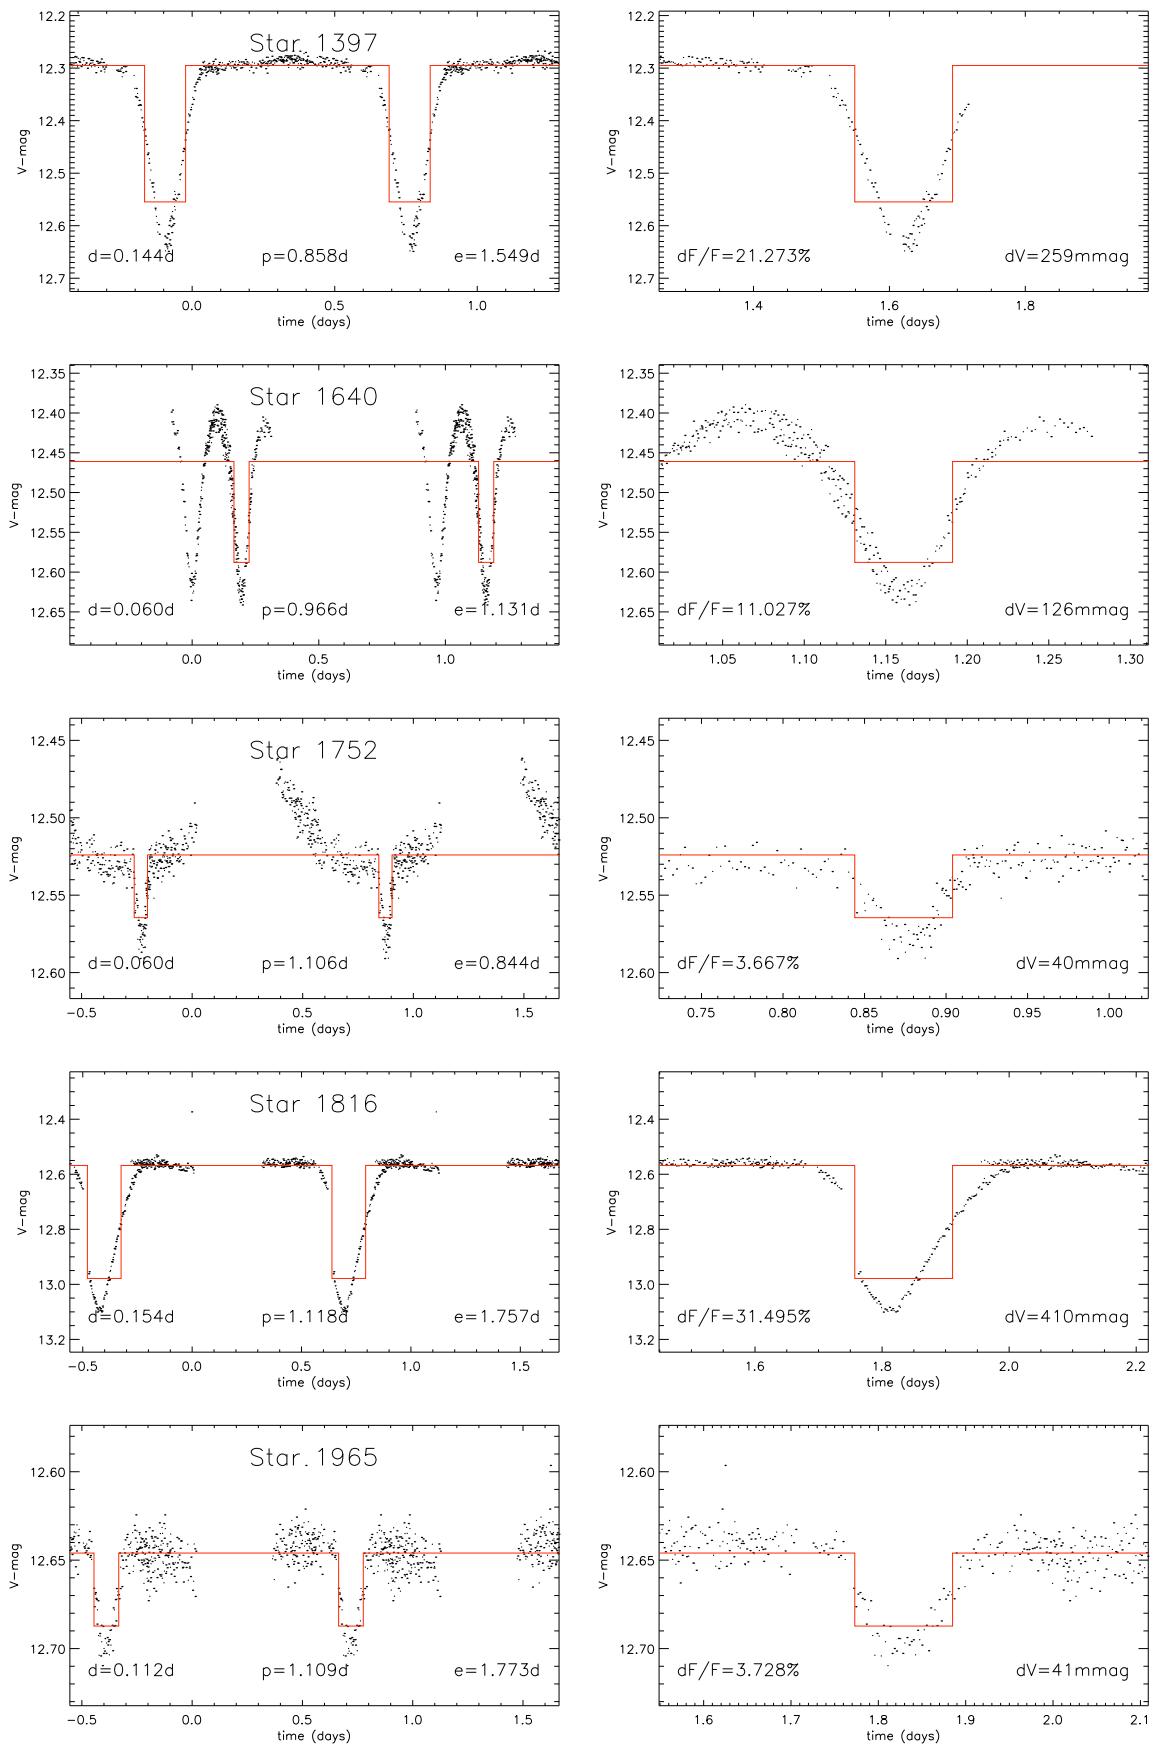 Star 1397
12.2
12.3
12.4
12.5
12.6
12.7
V-mag
d=0.144d p=0.858d e=1.549d
0.0 0.5 1.0
time (days)
12.2
12.3
12.4
12.5
12.6
12.7
V-mag
dF/F=21.273% dV=259mmag
1.4 1.6 1.8
time (days)
Star 1640
12.35
12.40
12.45
12.50
12.55
12.60
12.65
V-mag
d=0.060d p=0.966d e=1.131d
0.0 0.5 1.0
time (days)
12.35
12.40
12.45
12.50
12.55
12.60
12.65
V-mag
dF/F=11.027% dV=126mmag
1.05 1.10 1.15 1.20 1.25 1.30
time (days)
Star 1752
12.45
12.50
12.55
12.60
V-mag
d=0.060d p=1.106d e=0.844d
-0.5 0.0 0.5 1.0 1.5
time (days)
12.45
12.50
12.55
12.60
V-mag
dF/F=3.667% dV=40mmag
0.75 0.80 0.85 0.90 0.95 1.00
time (days)
Star 1816
12.4
12.6
12.8
13.0
13.2
V-mag
d=0.154d p=1.118d e=1.757d
-0.5 0.0 0.5 1.0 1.5
time (days)
12.4
12.6
12.8
13.0
13.2
V-mag
dF/F=31.495% dV=410mmag
1.6 1.8 2.0 2.2
time (days)
Star 1965
12.60
12.65
12.70
V-mag
d=0.112d p=1.109d e=1.773d
-0.5 0.0 0.5 1.0 1.5
time (days)
12.60
12.65
12.70
V-mag
dF/F=3.728% dV=41mmag
1.6 1.7 1.8 1.9 2.0 2.1
time (days)